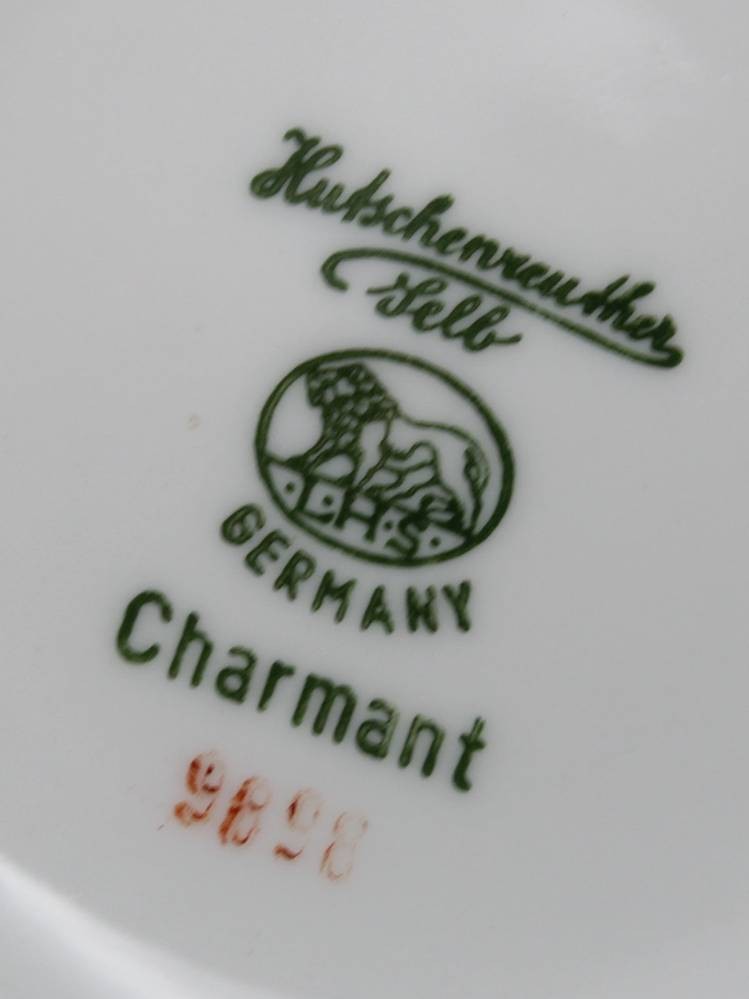 Hutschenreuther
Selb
·L·H·S·
GERMANY
Charmant
9898